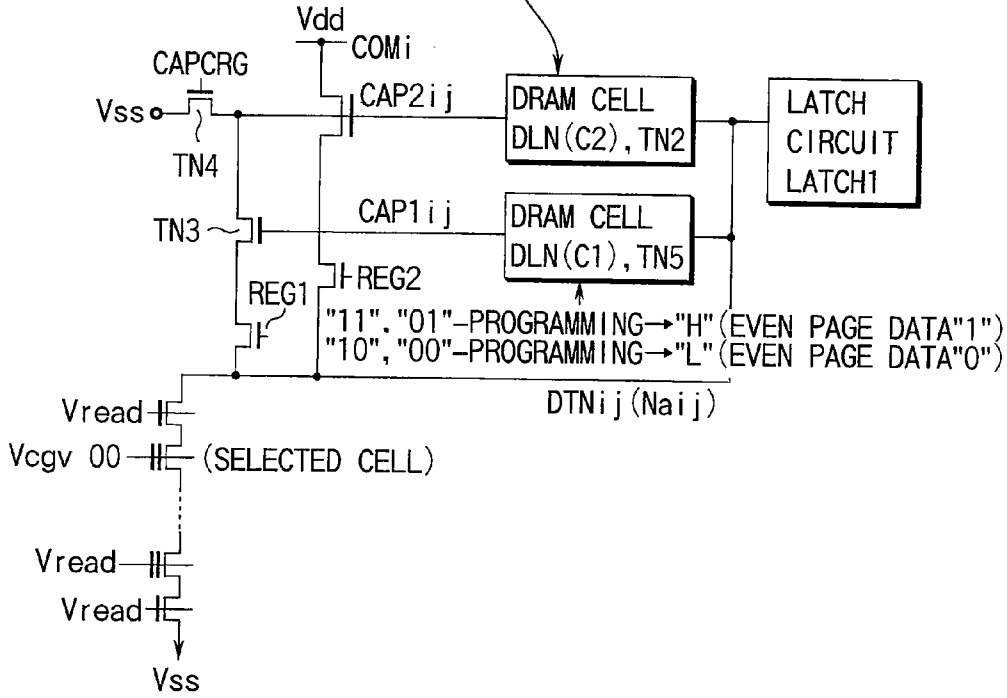 Vdd
COMi
CAPCRG
Vss
CAP2ij
DRAM CELL
DLN(C2), TN2
LATCH
CIRCUIT
LATCH1
TN4
CAP1ij
DRAM CELL
DLN(C1), TN5
TN3
REG1
REG2
"11", "01"-PROGRAMMING→"H"(EVEN PAGE DATA"1")
"10", "00"-PROGRAMMING→"L"(EVEN PAGE DATA"0")
DTNij(Naij)
Vread
Vcgv 00
(SELECTED CELL)
Vread
Vread
Vss